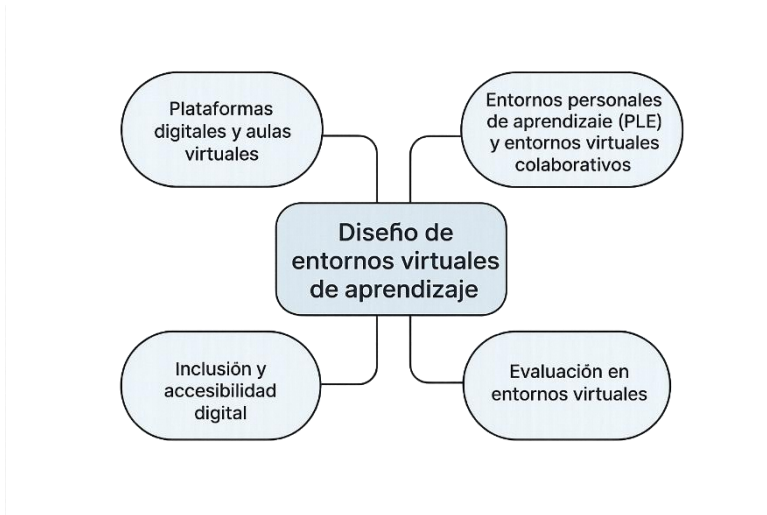 Plataformas
digitales y aulas
virtuales
Entornos personales
de aprendizaie (PLE)
y entornos virtuales
colaborativos
Diseño de
entornos virtuales
de aprendizaje
Inclusión y
accesibilidad
digital
Evaluación en
entornos virtuales